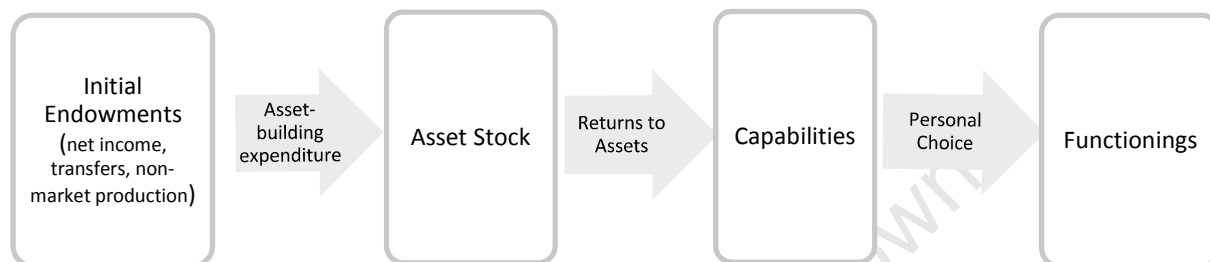 Initial
Endowments
(net income,
transfers, non-
market production)
Asset-
building
expenditure
Asset Stock
Returns to
Assets
Capabilities
Personal
Choice
Functionings